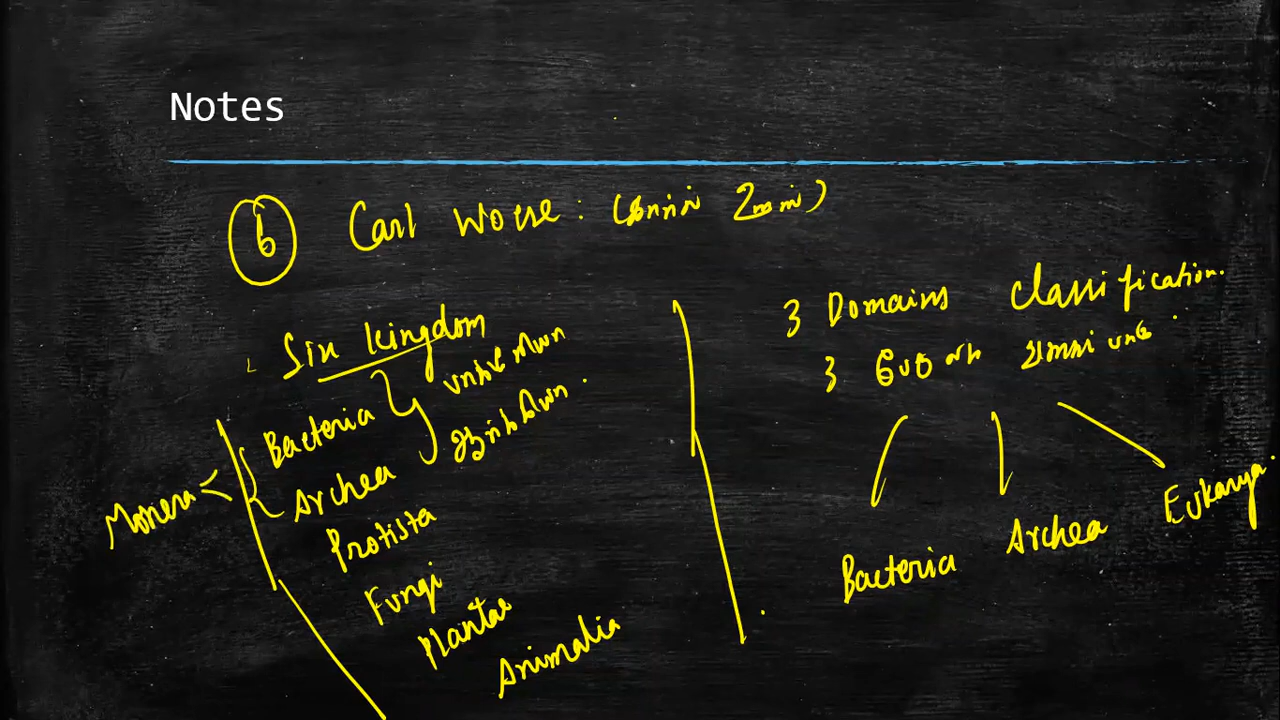 Notes
6 Carl Woese:
Six kingdom
Bacteria
Archea
Monera
Protista
Fungi
Plantae
Animalia
3 Domains Classification.
3
Bacteria Archea Eukarya.